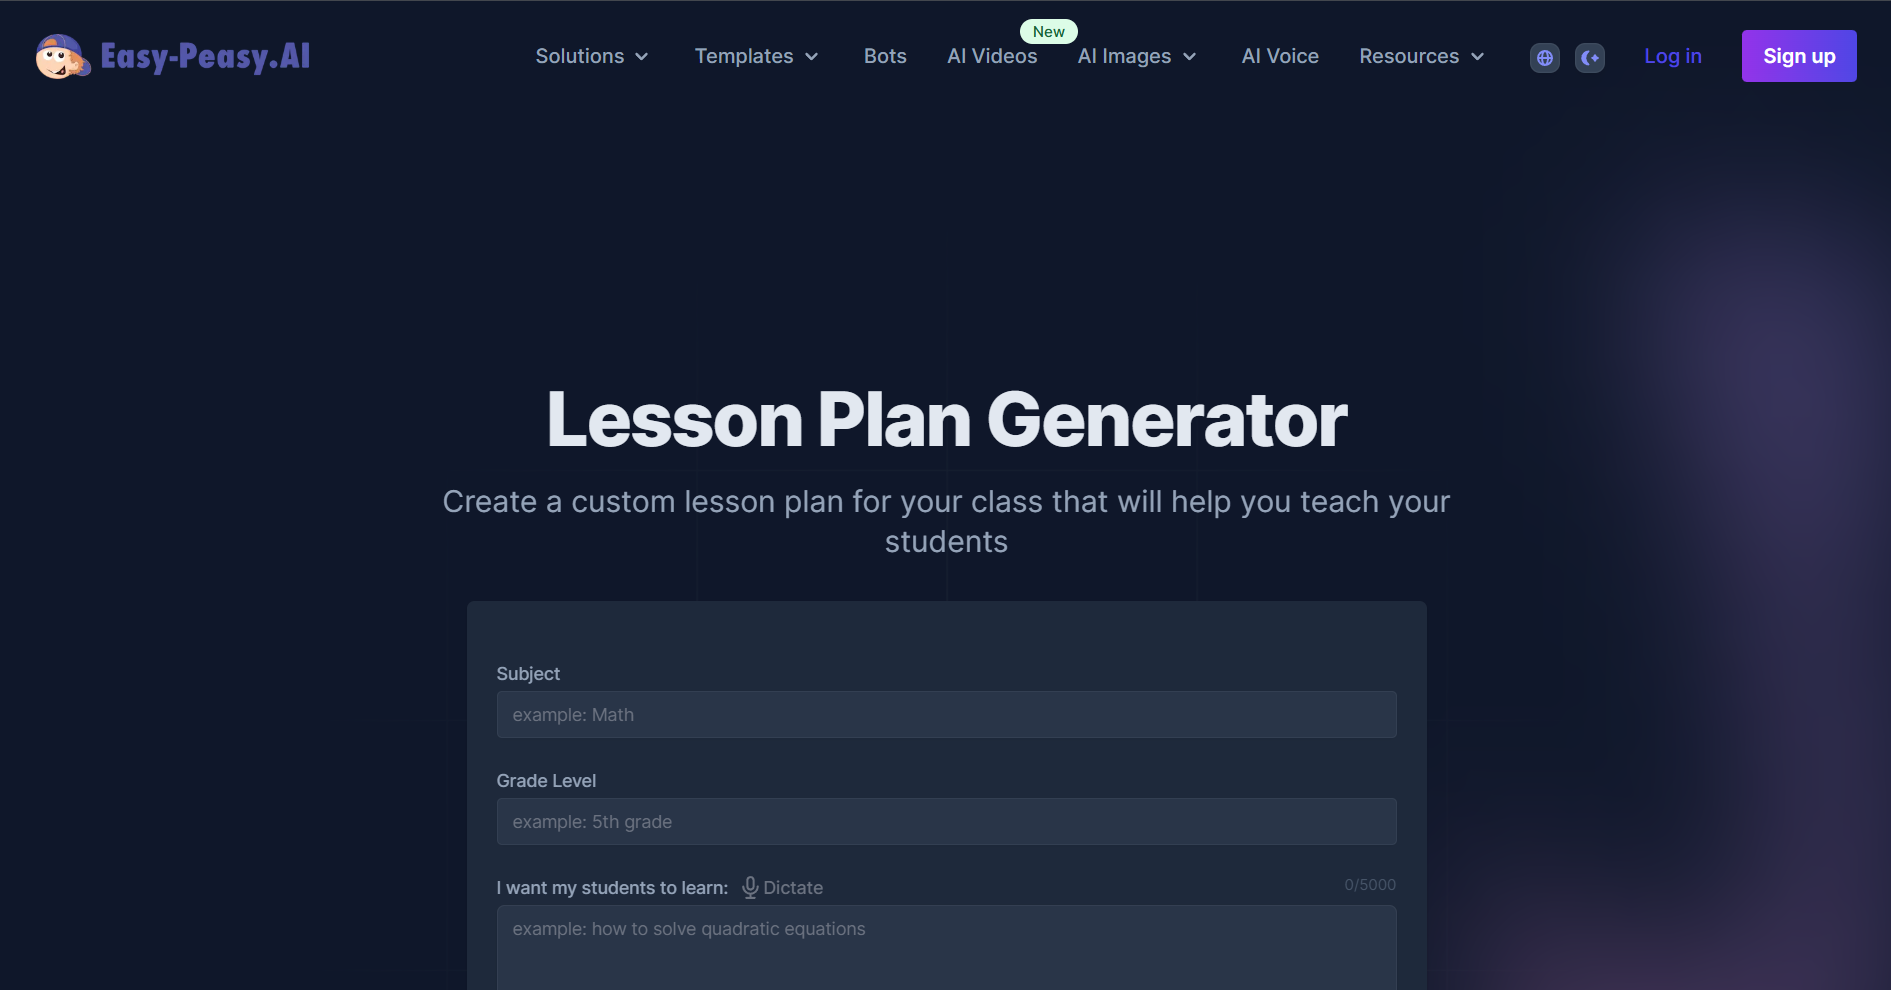 Easy-Peasy.AI
Solutions
Templates
Bots
AI Videos
New
AI Images
AI Voice
Resources
Log in
Sign up
Lesson Plan Generator
Create a custom lesson plan for your class that will help you teach your
students
Subject
example: Math
Grade Level
example: 5th grade
I want my students to learn: Dictate 0/5000
example: how to solve quadratic equations